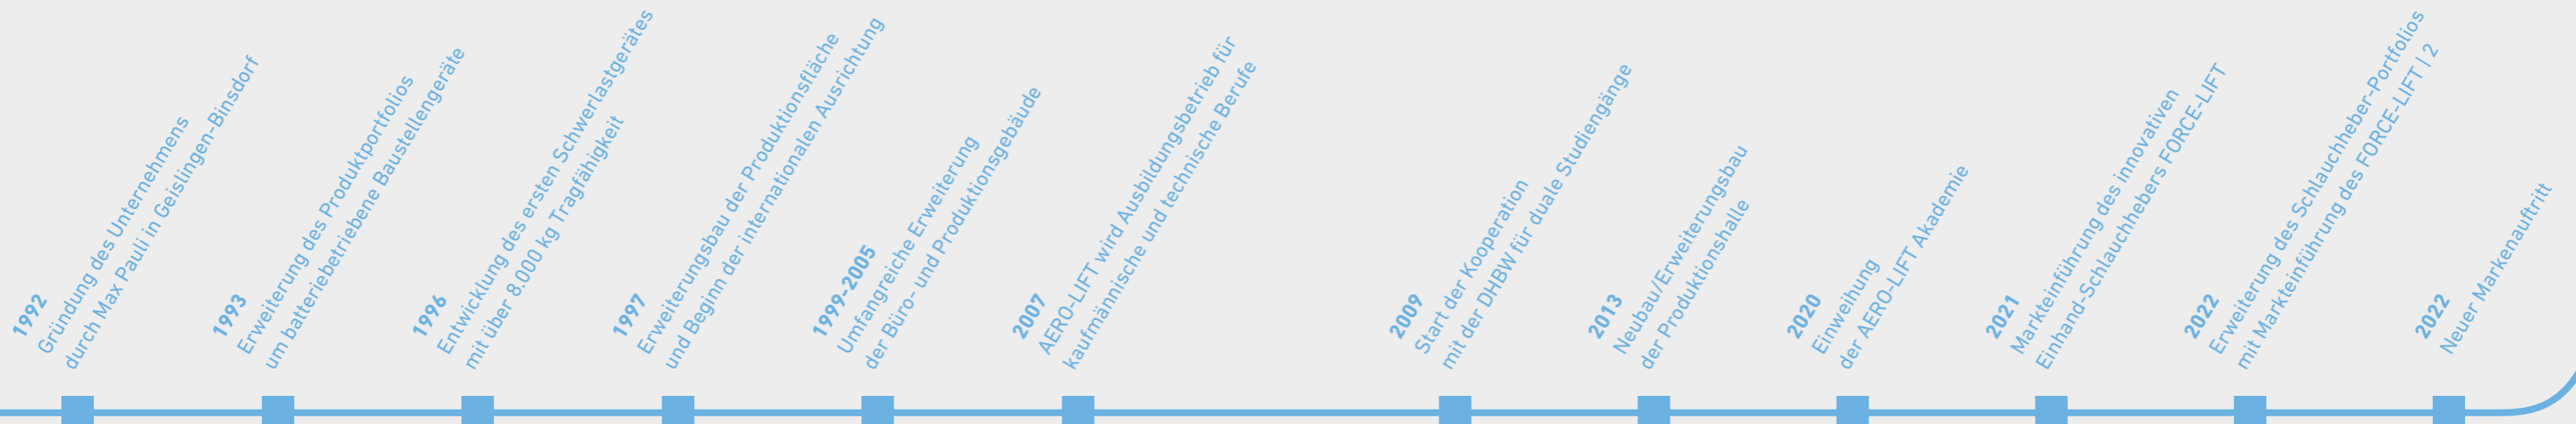 1992
Gründung des Unternehmens
durch Max Pauli in Geislingen-Binsdorf
1993
Erweiterung des Produktportfolios
um batteriebetriebene Baustellengeräte
1996
Entwicklung des ersten Schwerlastgerätes
mit über 8.000 kg Tragfähigkeit
1997
Erweiterungsbau der Produktionsfläche
und Beginn der internationalen Ausrichtung
1999-2005
Umfangreiche Erweiterung
der Büro- und Produktionsgebäude
2007
AERO-LIFT wird Ausbildungsbetrieb für
kaufmännische und technische Berufe
2009
Start der Kooperation
mit der DHBW für duale Studiengänge
2013
Neubau/Erweiterungsbau
der Produktionshalle
2020
Einweihung
der AERO-LIFT Akademie
2021
Markteinführung des innovativen
Einhand-Schlauchhebers FORCE-LIFT
2022
Erweiterung des Schlauchheber-Portfolios
mit Markteinführung des FORCE-LIFT | 2
2022
Neuer Markenauftritt